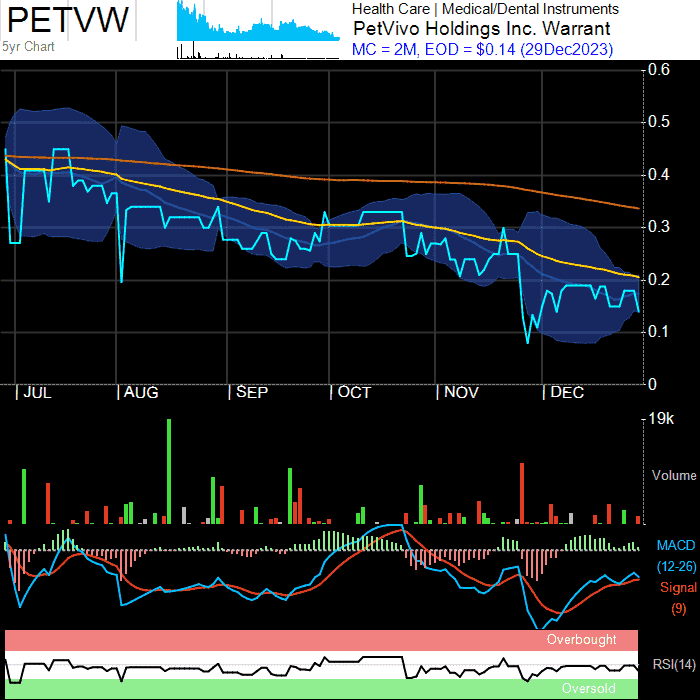 PETVW
5yr Chart
Health Care | Medical/Dental Instruments
PetVivo Holdings Inc. Warrant
MC = 2M, EOD = $0.14 (29Dec2023)
0.6
0.5
0.4
0.3
0.2
0.1
0
JUL AUG SEP OCT NOV DEC
19k
Volume
MACD
(12-26)
Signal
(9)
Overbought
RSI(14)
Oversold